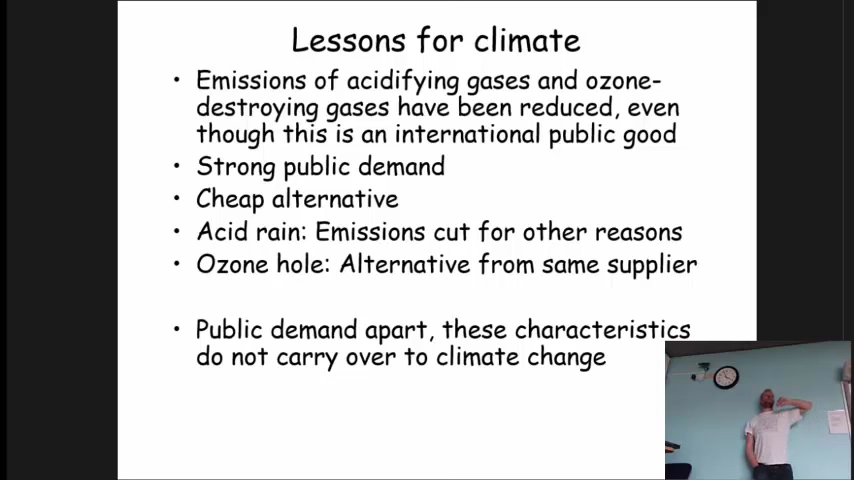 Lessons for climate
• Emissions of acidifying gases and ozone-
destroying gases have been reduced, even
though this is an international public good
• Strong public demand
• Cheap alternative
• Acid rain: Emissions cut for other reasons
• Ozone hole: Alternative from same supplier
• Public demand apart, these characteristics
do not carry over to climate change